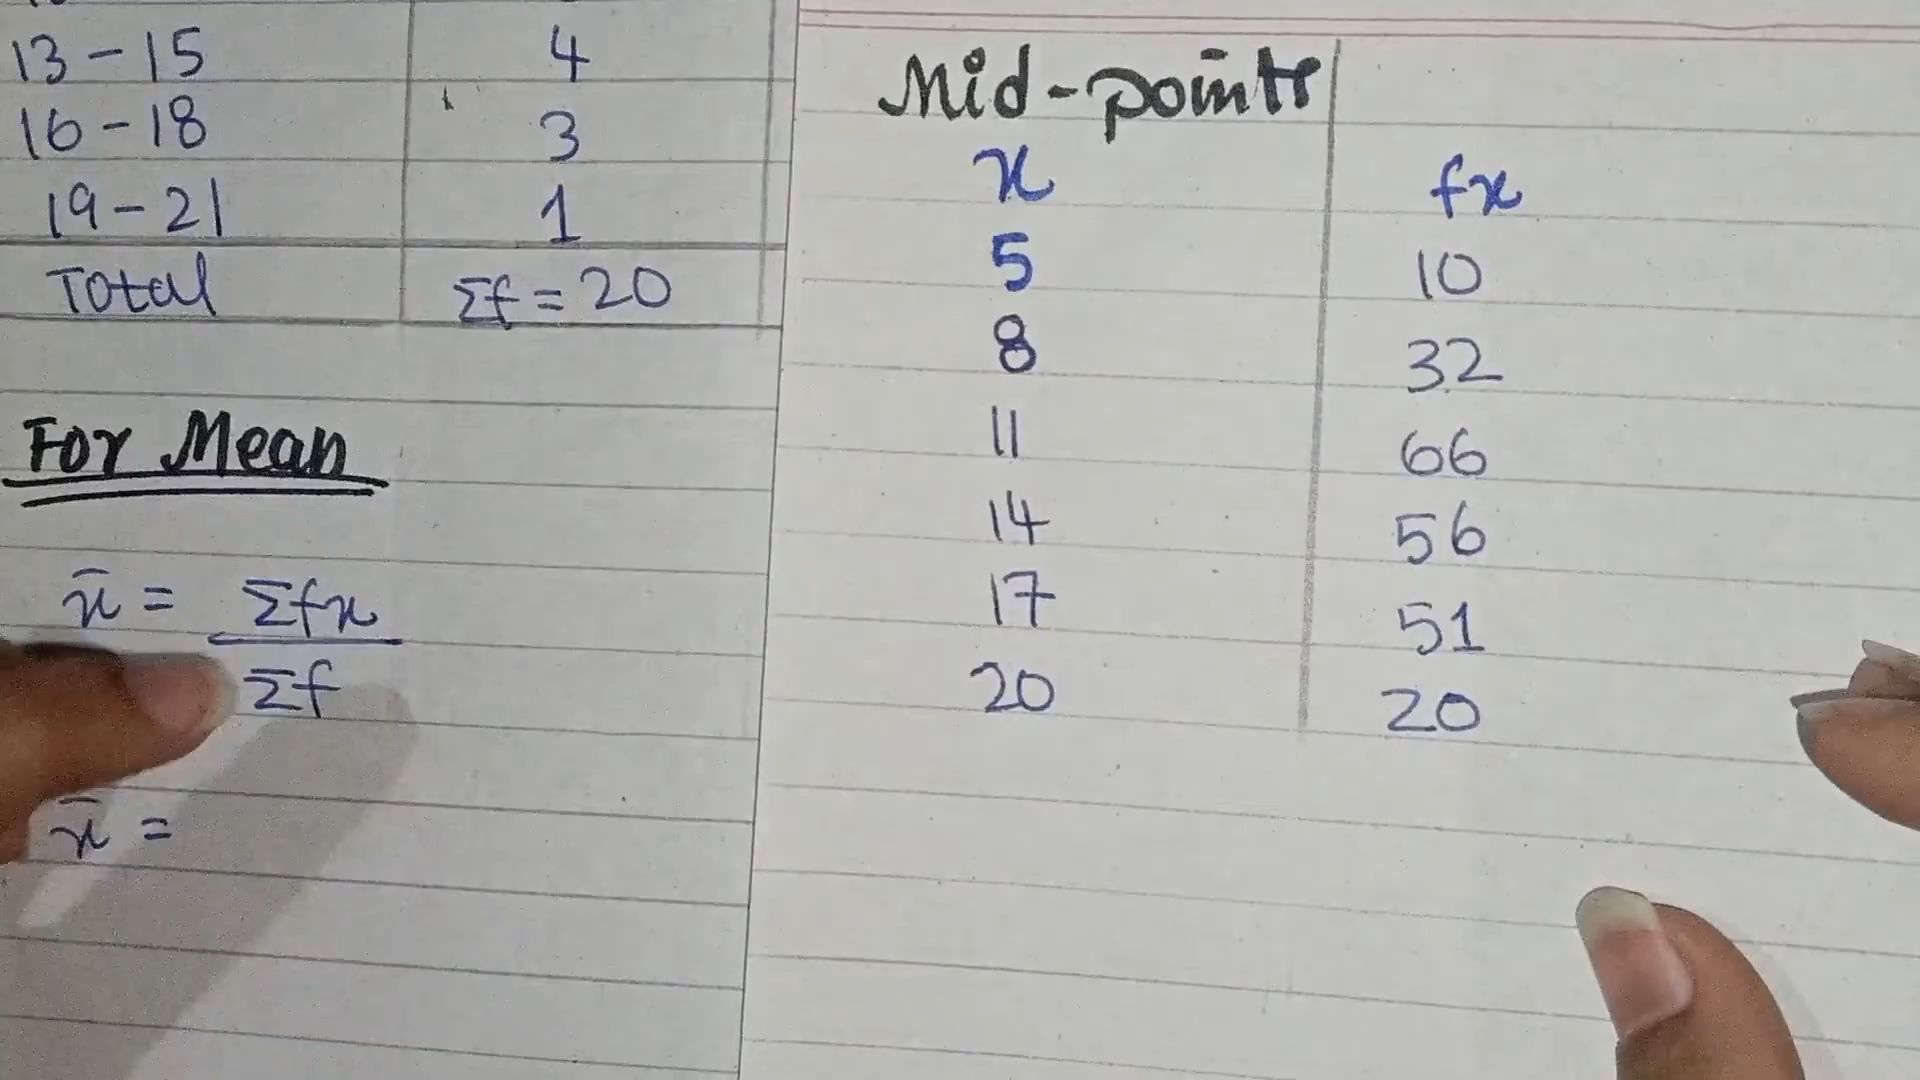 13 - 15 4
16 - 18 3
19 - 21 1
Total Σf = 20
For Mean
x̄ = Σfx
Σf
x̄ =
Mid-points
x fx
5 10
8 32
11 66
14 56
17 51
20 20